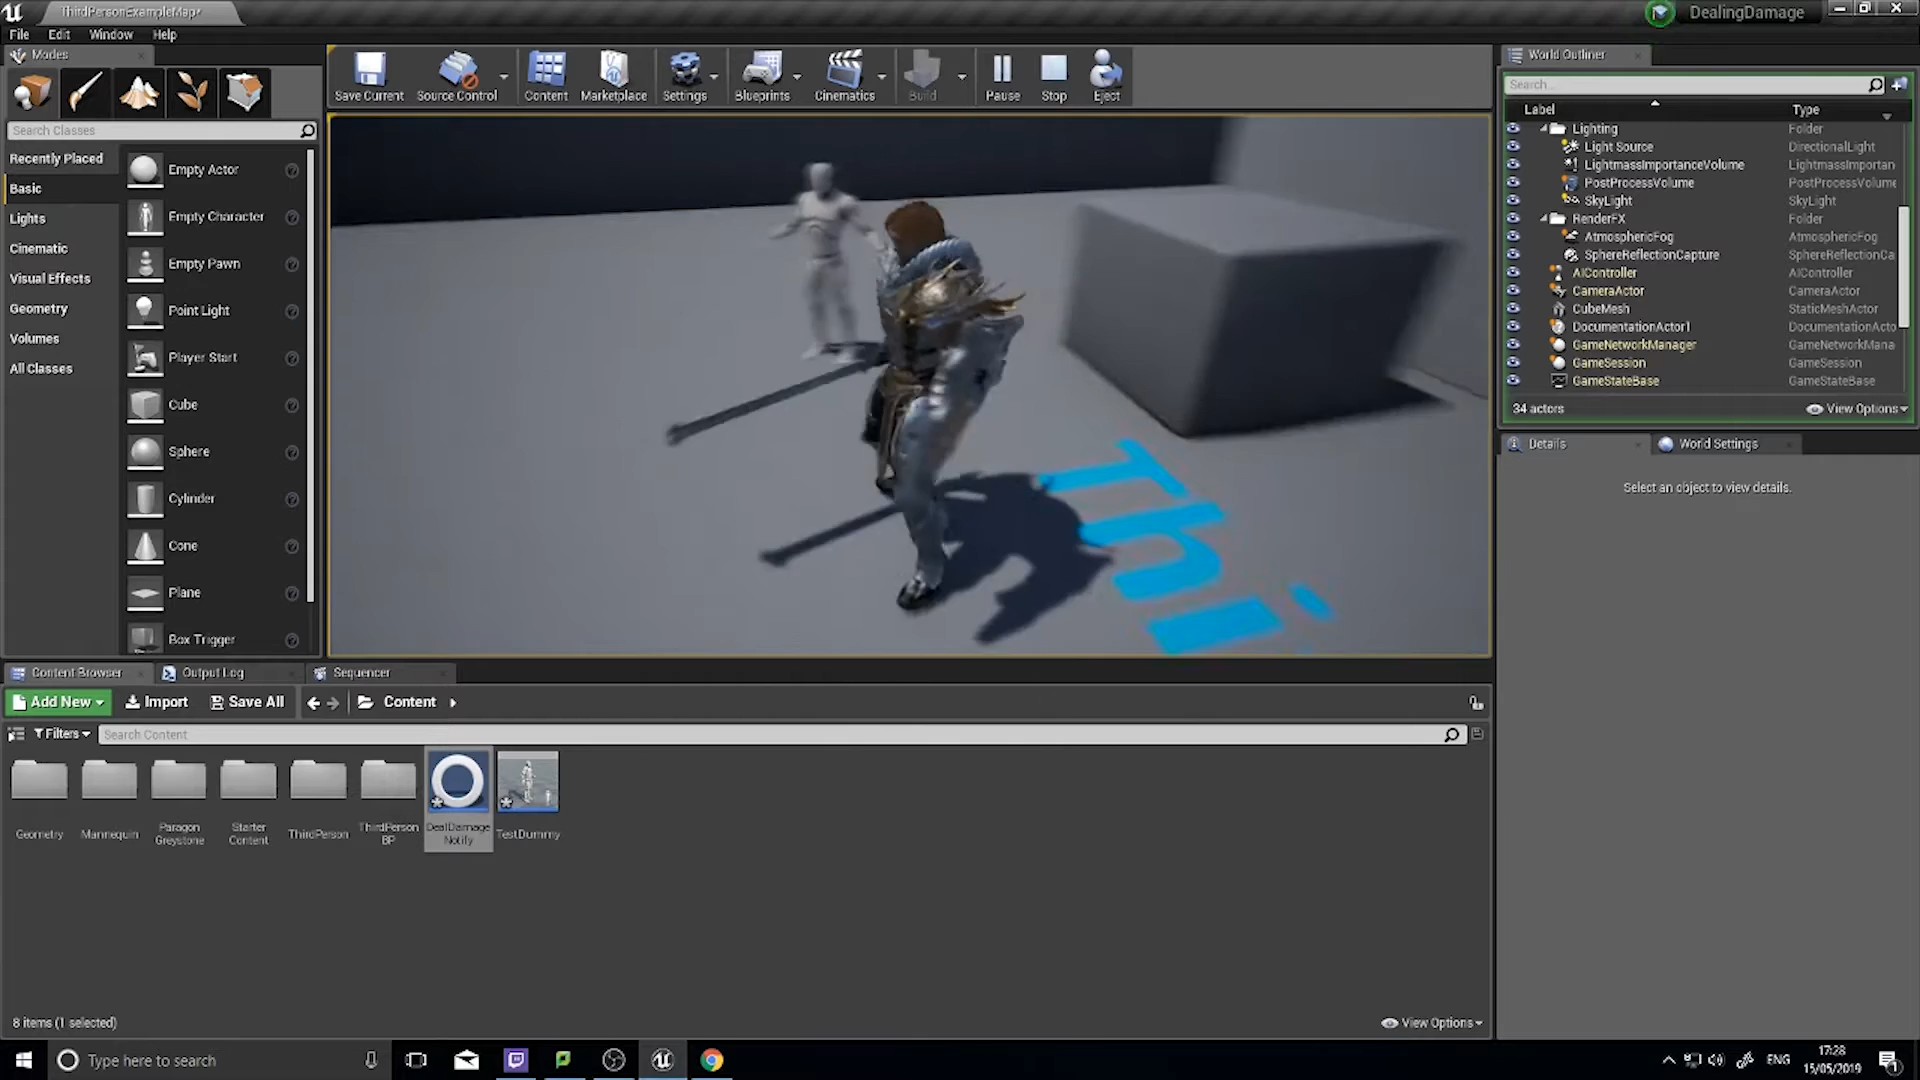 ThirdPersonExampleMap*
DealingDamage
File Edit Window Help
Modes
Search Classes
Recently Placed
Basic
Lights
Cinematic
Visual Effects
Geometry
Volumes
All Classes
Empty Actor
Empty Character
Empty Pawn
Point Light
Player Start
Cube
Sphere
Cylinder
Cone
Plane
Box Trigger
Save Current
Source Control
Content
Marketplace
Settings
Blueprints
Cinematics
Build
Pause
Stop
Eject
Thi
World Outliner
Search...
Label Type
Lighting Folder
Light Source DirectionalLight
LightmassImportanceVolume LightmassImportan
PostProcessVolume PostProcessVolume
SkyLight SkyLight
RenderFX Folder
AtmosphericFog AtmosphericFog
SphereReflectionCapture SphereReflectionCa
AIController AIController
CameraActor CameraActor
CubeMesh StaticMeshActor
DocumentationActor1 DocumentationActo
GameNetworkManager GameNetworkMana
GameSession GameSession
GameStateBase GameStateBase
34 actors
View Options
Details
World Settings
Select an object to view details.
Content Browser
Output Log
Sequencer
Add New
Import
Save All
Content
Filters
Search Content
Geometry
Mannequin
Paragon
Greystone
Starter
Content
ThirdPerson
ThirdPerson
BP
DealDamage
Notify
TestDummy
8 items (1 selected)
View Options
Type here to search
ENG
17:28
15/05/2019
1